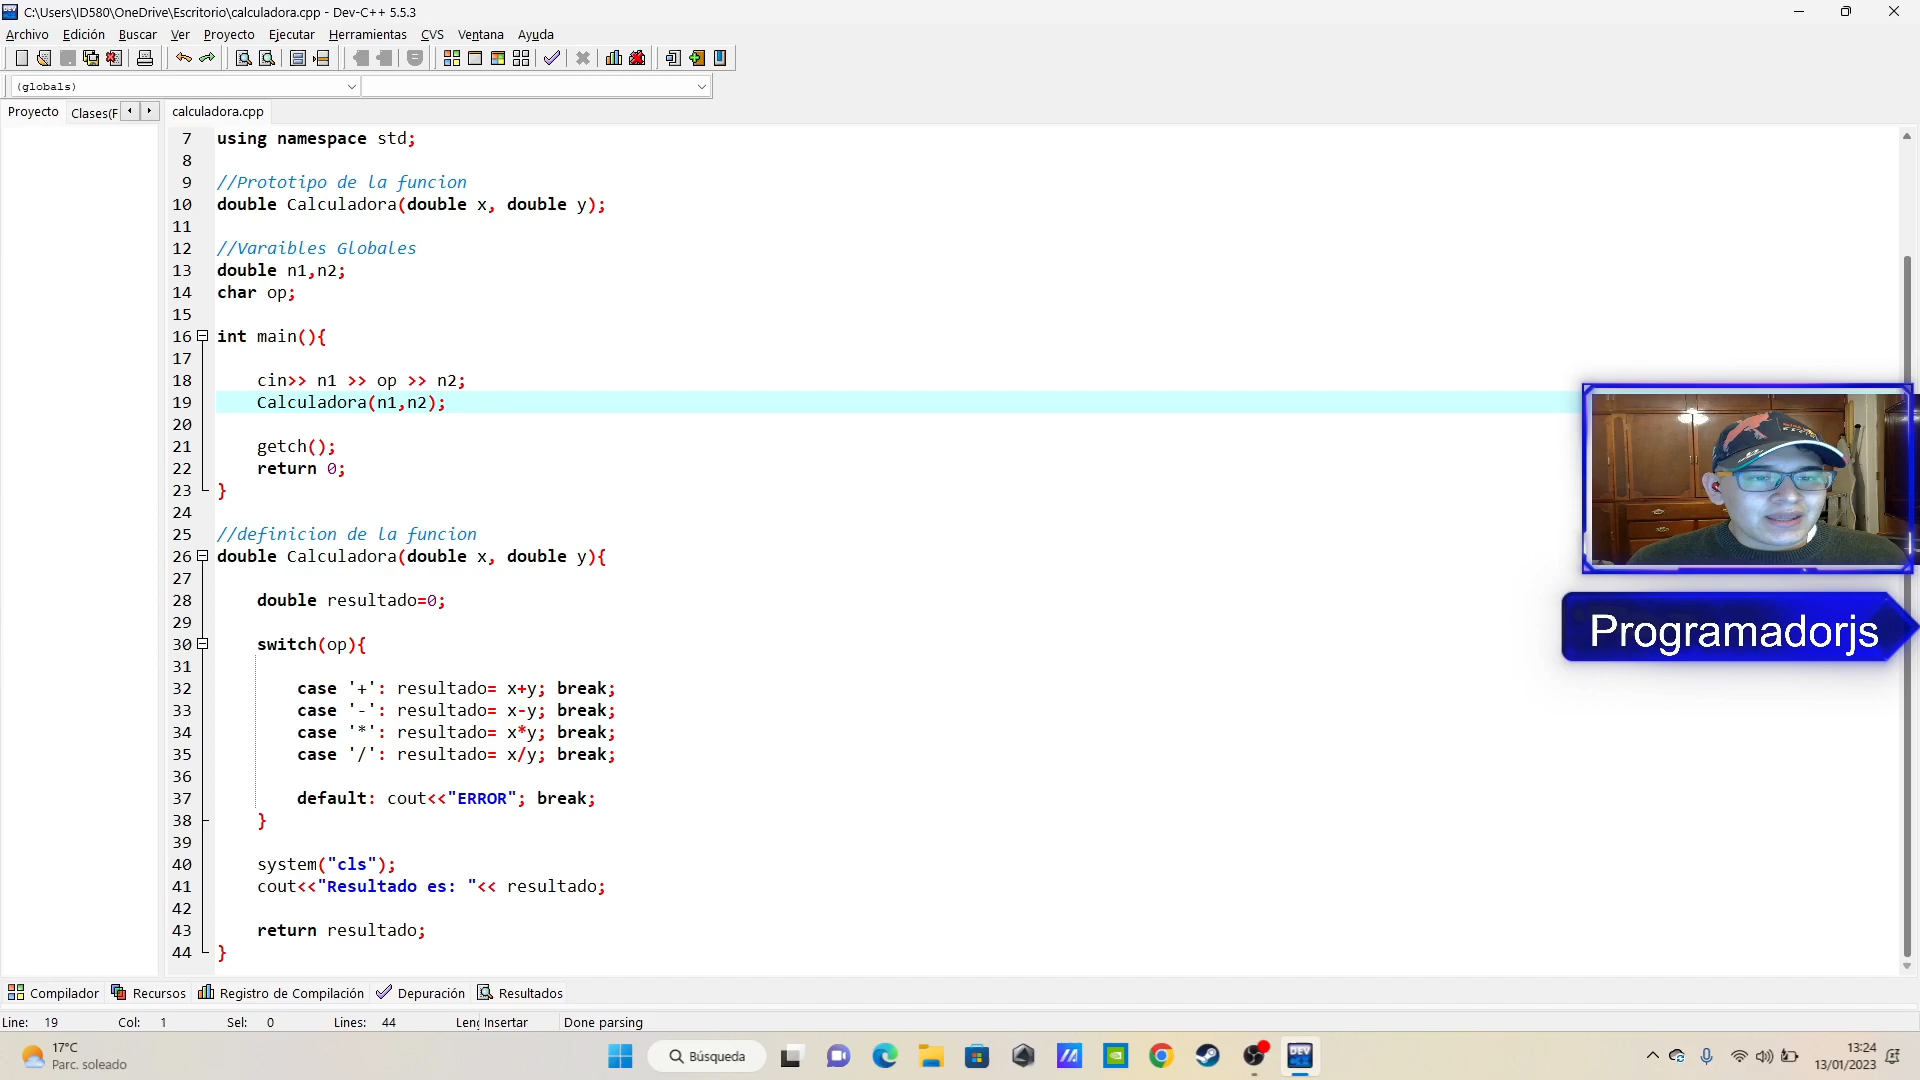 C:\Users\ID580\OneDrive\Escritorio\calculadora.cpp - Dev-C++ 5.5.3
Archivo Edición Buscar Ver Proyecto Ejecutar Herramientas CVS Ventana Ayuda
(globals)
Proyecto Clases(F calculadora.cpp
7 using namespace std;
8
9 //Prototipo de la funcion
10 double Calculadora(double x, double y);
11
12 //Varaibles Globales
13 double n1,n2;
14 char op;
15
16 int main(){
17
18 cin>> n1 >> op >> n2;
19 Calculadora(n1,n2);
20
21 getch();
22 return 0;
23 }
24
25 //definicion de la funcion
26 double Calculadora(double x, double y){
27
28 double resultado=0;
29
30 switch(op){
31
32 case '+': resultado= x+y; break;
33 case '-': resultado= x-y; break;
34 case '*': resultado= x*y; break;
35 case '/': resultado= x/y; break;
36
37 default: cout<<"ERROR"; break;
38 }
39
40 system("cls");
41 cout<<"Resultado es: "<< resultado;
42
43 return resultado;
44 }
Programadorjs
Compilador Recursos Registro de Compilación Depuración Resultados
Line: 19 Col: 1 Sel: 0 Lines: 44 Leng Insertar Done parsing
17°C
Parc. soleado
Búsqueda
DEV
13:24
13/01/2023